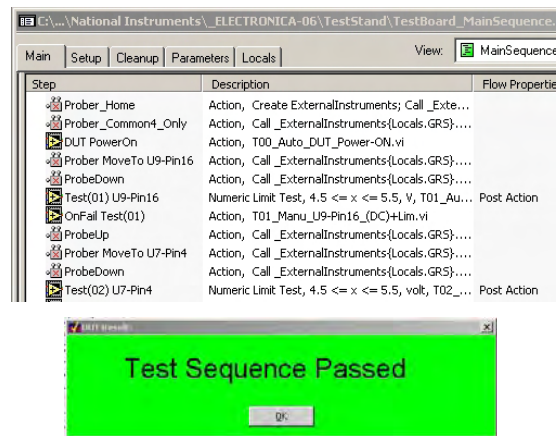 C:\...\National Instruments\_ELECTRONICA-06\TestStand\TestBoard_MainSequence.
Main Setup Cleanup Parameters Locals View: MainSequence
Step Description Flow Propertie
Prober_Home Action, Create ExternalInstruments; Call _Exte...
Prober_Common4_Only Action, Call _ExternalInstruments{Locals.GRS}....
DUT PowerOn Action, T00_Auto_DUT_Power-ON.vi
Prober MoveTo U9-Pin16 Action, Call _ExternalInstruments{Locals.GRS}....
ProbeDown Action, Call _ExternalInstruments{Locals.GRS}....
Test(01) U9-Pin16 Numeric Limit Test, 4.5 <= x <= 5.5, V, T01_Au... Post Action
OnFail Test(01) Action, T01_Manu_U9-Pin16_(DC)+Lim.vi
ProbeUp Action, Call _ExternalInstruments{Locals.GRS}....
Prober MoveTo U7-Pin4 Action, Call _ExternalInstruments{Locals.GRS}....
ProbeDown Action, Call _ExternalInstruments{Locals.GRS}....
Test(02) U7-Pin4 Numeric Limit Test, 4.5 <= x <= 5.5, volt, T02_... Post Action
DUT Result
Test Sequence Passed
OK